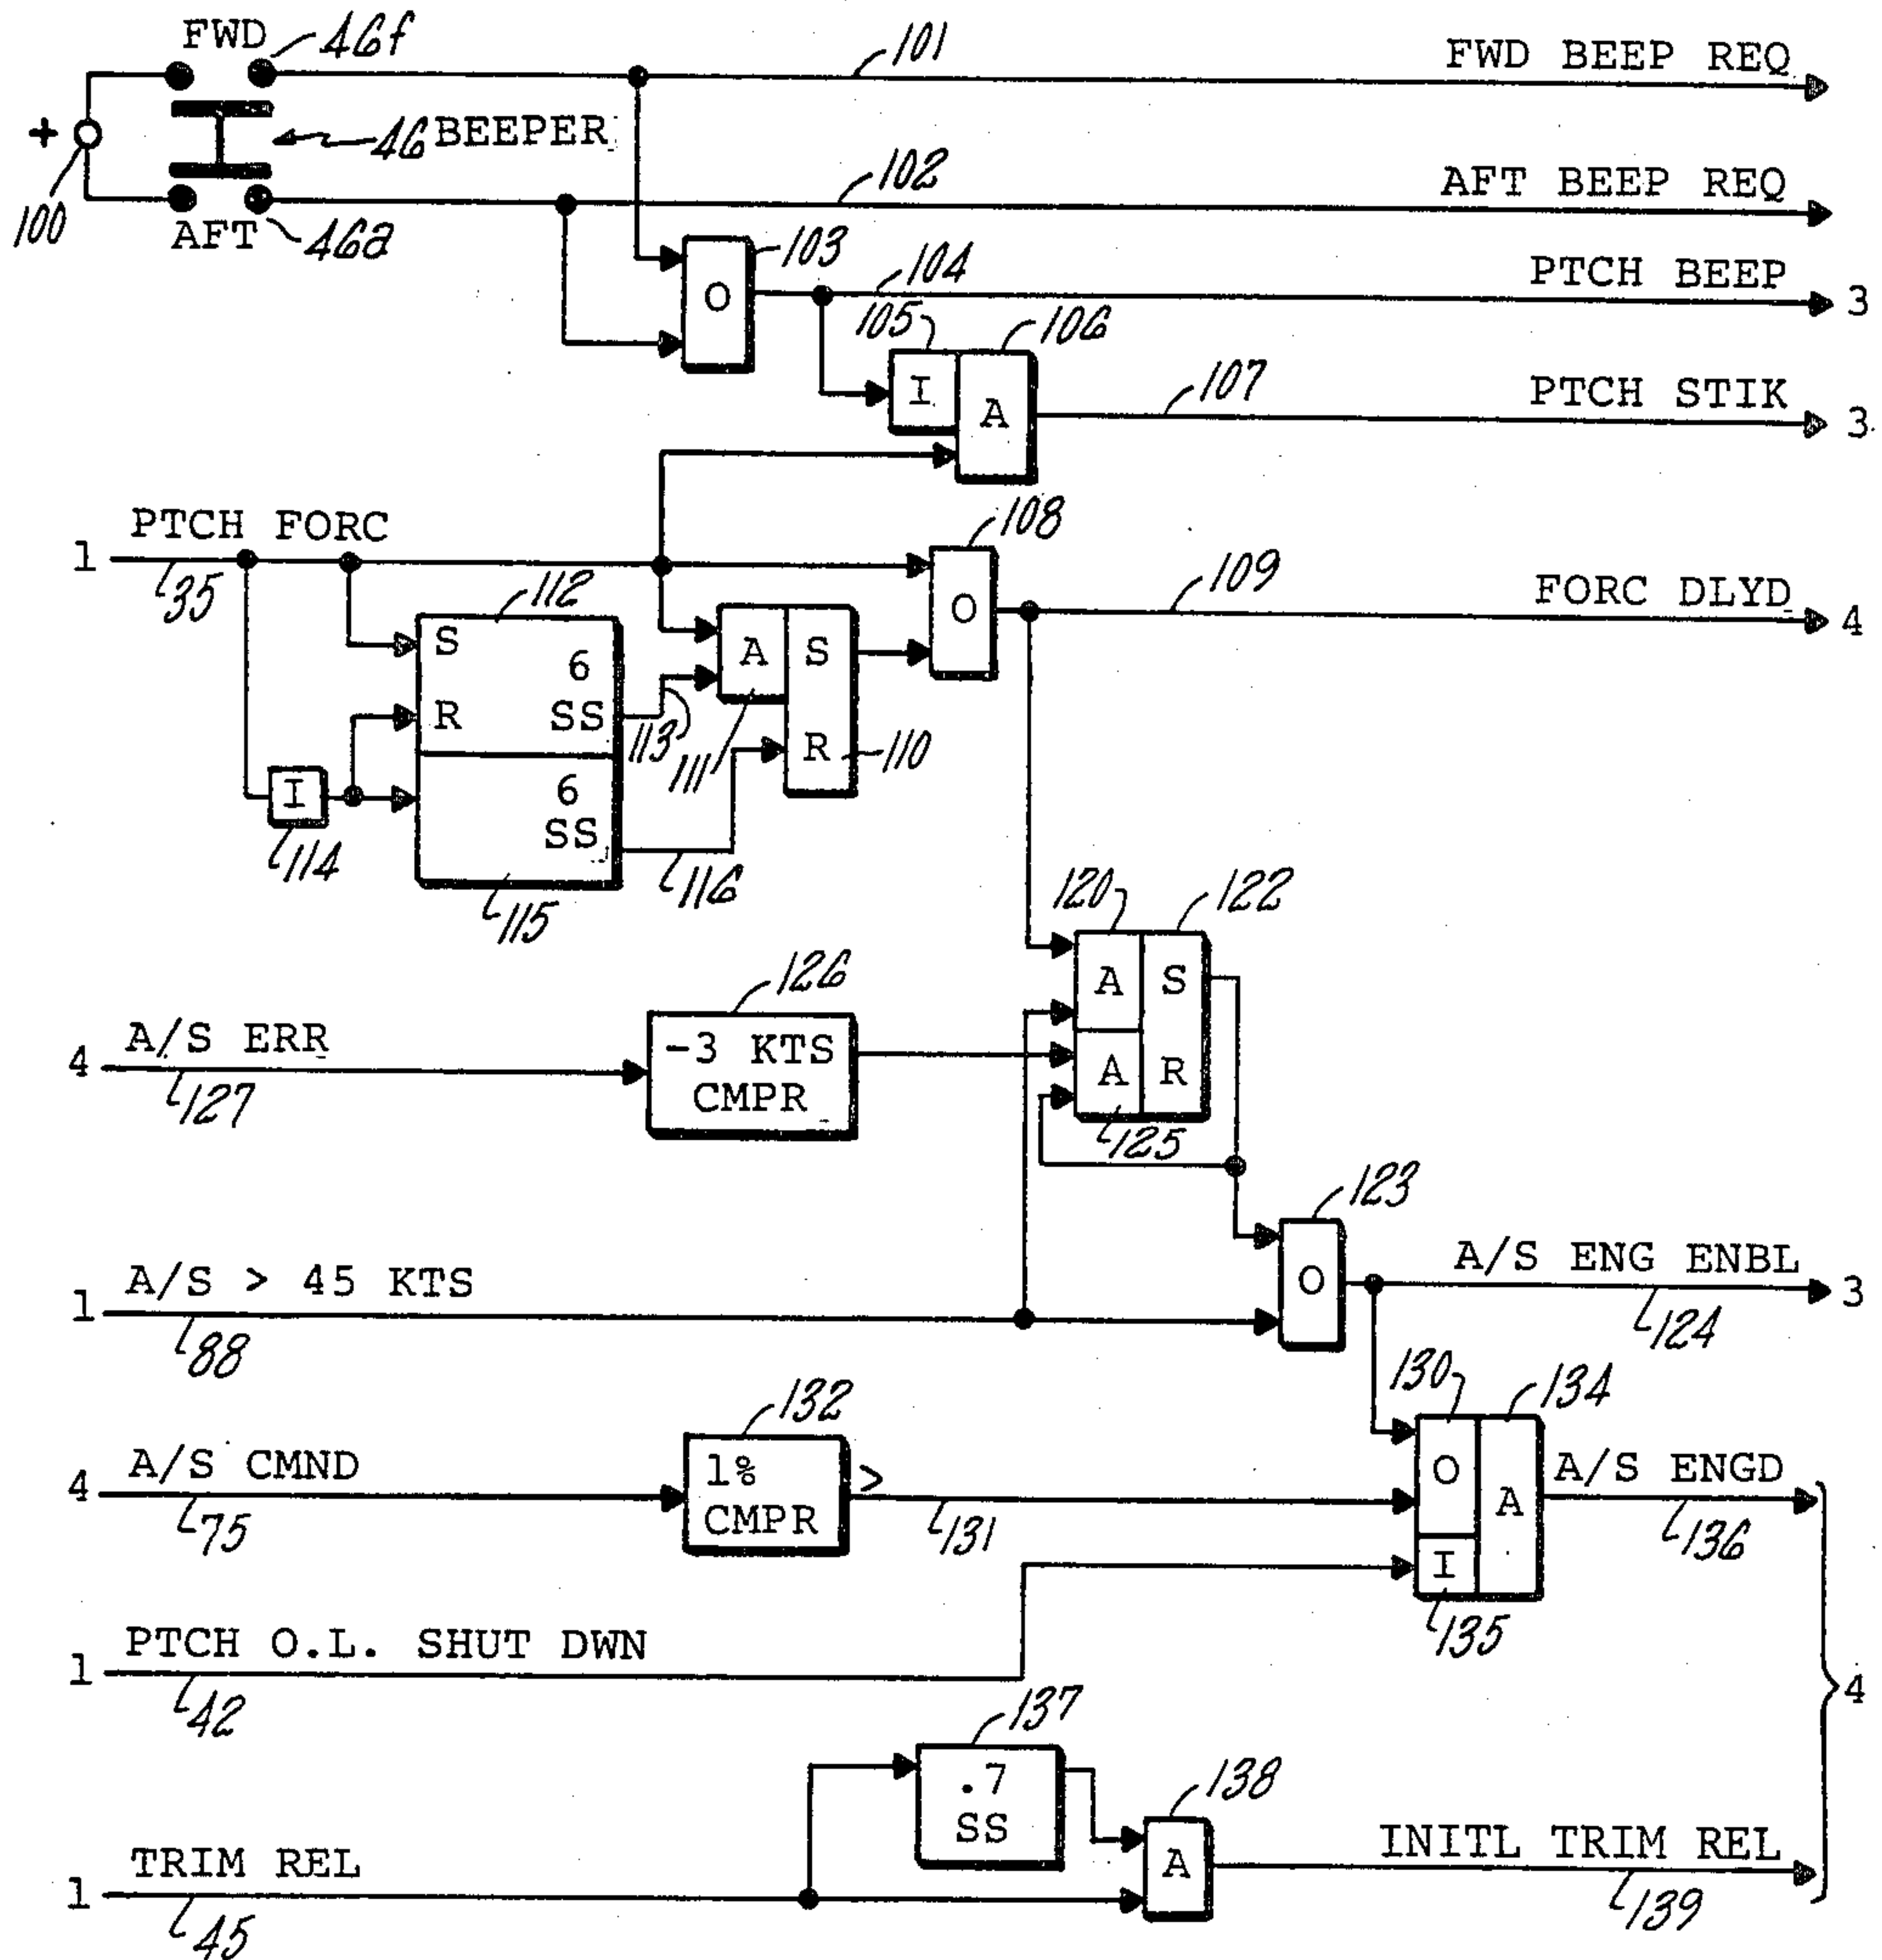 FWD 46f 101 FWD BEEP REQ
+ 46 BEEPER
100 AFT 46a 102 AFT BEEP REQ
103 O 104 PTCH BEEP 3
105 I 106 A 107 PTCH STIK 3
1 PTCH FORC 35 108
112 S 6 R SS 113 A 111 S R 110 O 109 FORC DLYD 4
I 114 6 SS 115 116
120 122
4 A/S ERR 127 126 -3 KTS CMPR A S A R 125
123
1 A/S > 45 KTS 88 O A/S ENG ENBL 124 3
130 134
4 A/S CMND 75 132 1% CMPR > 131 O A A/S ENGD 136
I 135
1 PTCH O.L. SHUT DWN 42
4
137 .7 SS 138
1 TRIM REL 45 A INITL TRIM REL 139